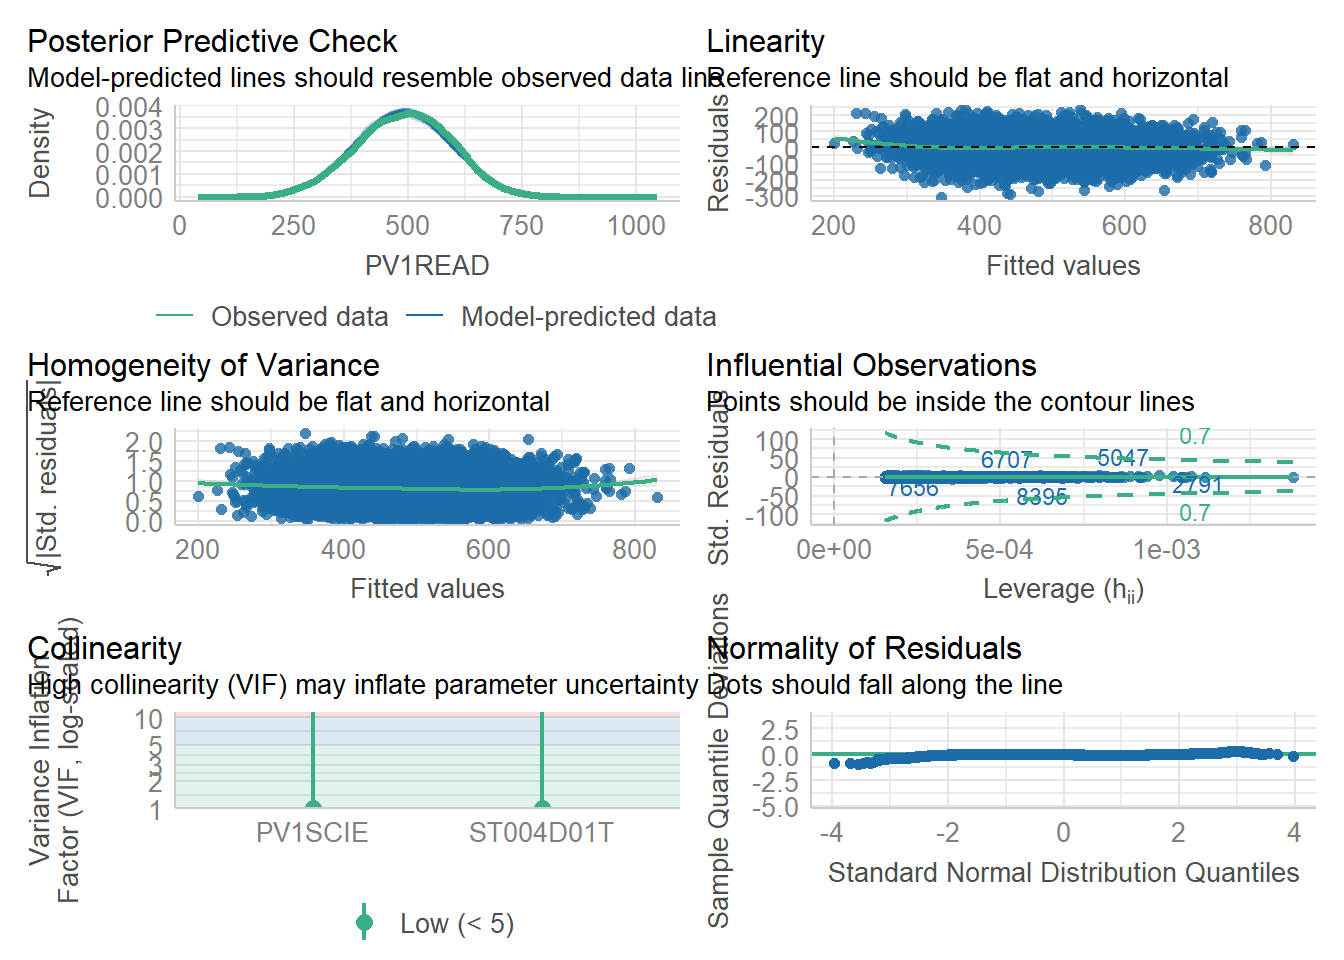 Posterior Predictive Check
Model-predicted lines should resemble observed data line
Density
0.004
0.003
0.002
0.001
0.000
0 250 500 750 1000
PV1READ
Observed data
Model-predicted data
Linearity
Reference line should be flat and horizontal
Residuals
200
100
0
-100
-200
-300
200 400 600 800
Fitted values
Homogeneity of Variance
Reference line should be flat and horizontal
√|Std. residuals|
2.0
1.5
1.0
0.5
0.0
200 400 600 800
Fitted values
Influential Observations
Points should be inside the contour lines
Std. Residuals
100
50
0
-50
-100
0.7
6707
5047
7656
8395
2791
0.7
0e+00 5e-04 1e-03
Leverage (hᵢᵢ)
Collinearity
High collinearity (VIF) may inflate parameter uncertainty
Variance Inflation
Factor (VIF, log-scaled)
10
5
3
2
1
PV1SCIE ST004D01T
Low (< 5)
Normality of Residuals
Dots should fall along the line
Sample Quantile Deviations
2.5
0.0
-2.5
-5.0
-4 -2 0 2 4
Standard Normal Distribution Quantiles